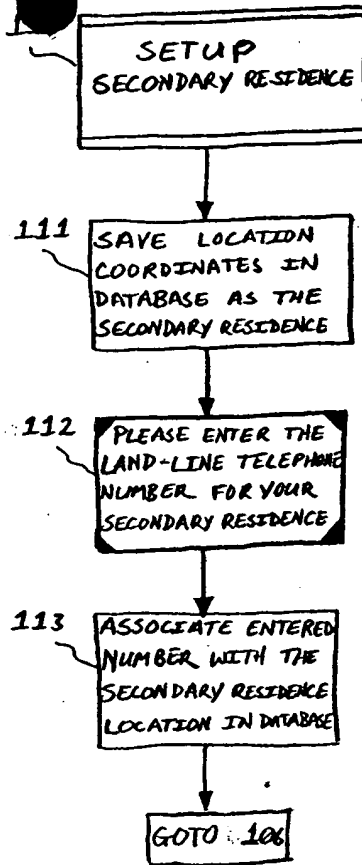 SETUP
SECONDARY RESIDENCE
111
SAVE LOCATION
COORDINATES IN
DATABASE AS THE
SECONDARY RESIDENCE
112
PLEASE ENTER THE
LAND-LINE TELEPHONE
NUMBER FOR YOUR
SECONDARY RESIDENCE
113
ASSOCIATE ENTERED
NUMBER WITH THE
SECONDARY RESIDENCE
LOCATION IN DATABASE
GOTO 106